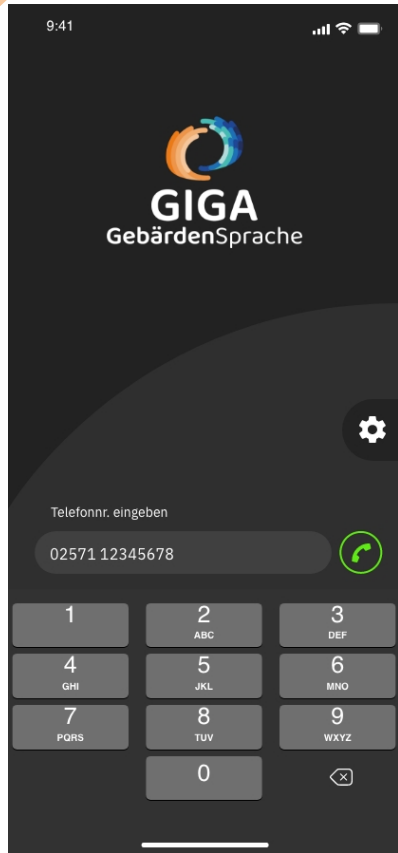 9:41
GIGA
GebärdenSprache
Telefonnr. eingeben
02571 12345678
1
2
ABC
3
DEF
4
GHI
5
JKL
6
MNO
7
PQRS
8
TUV
9
WXYZ
0